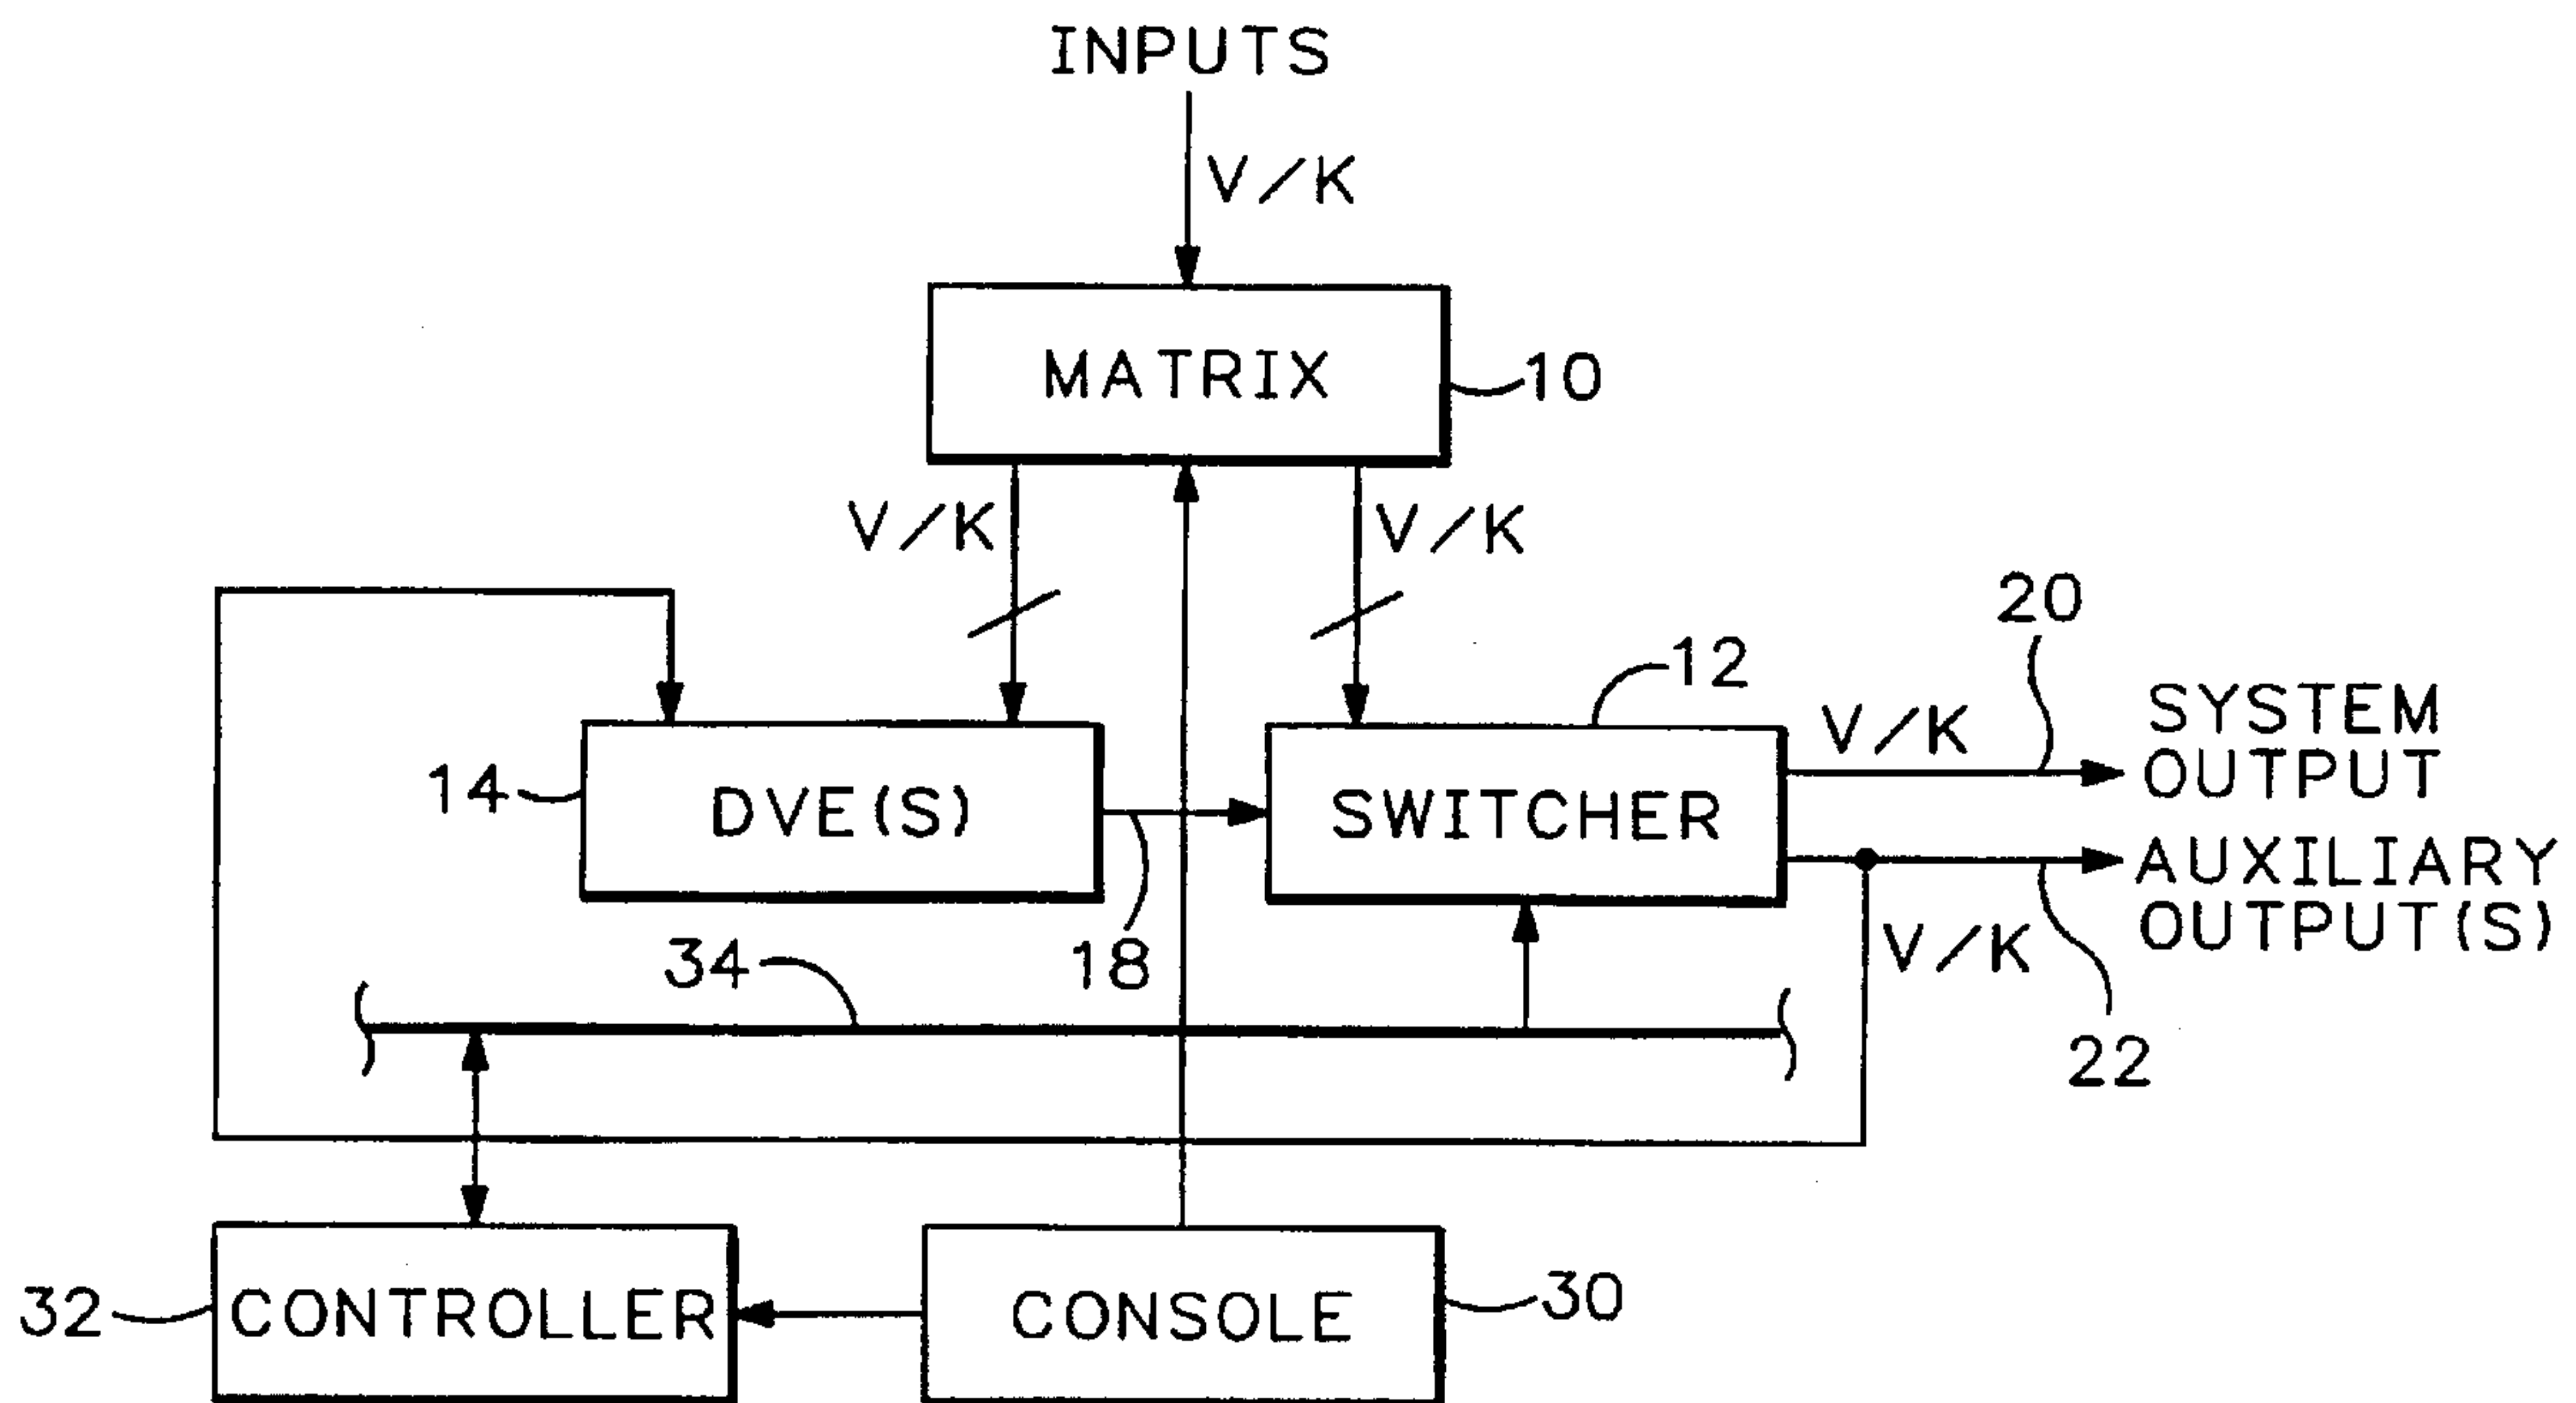 INPUTS
V/K
MATRIX
10
V/K
V/K
20
12
V/K
SYSTEM
OUTPUT
14
DVE(S)
SWITCHER
AUXILIARY
OUTPUT(S)
18
34
V/K
22
32
CONTROLLER
CONSOLE
30